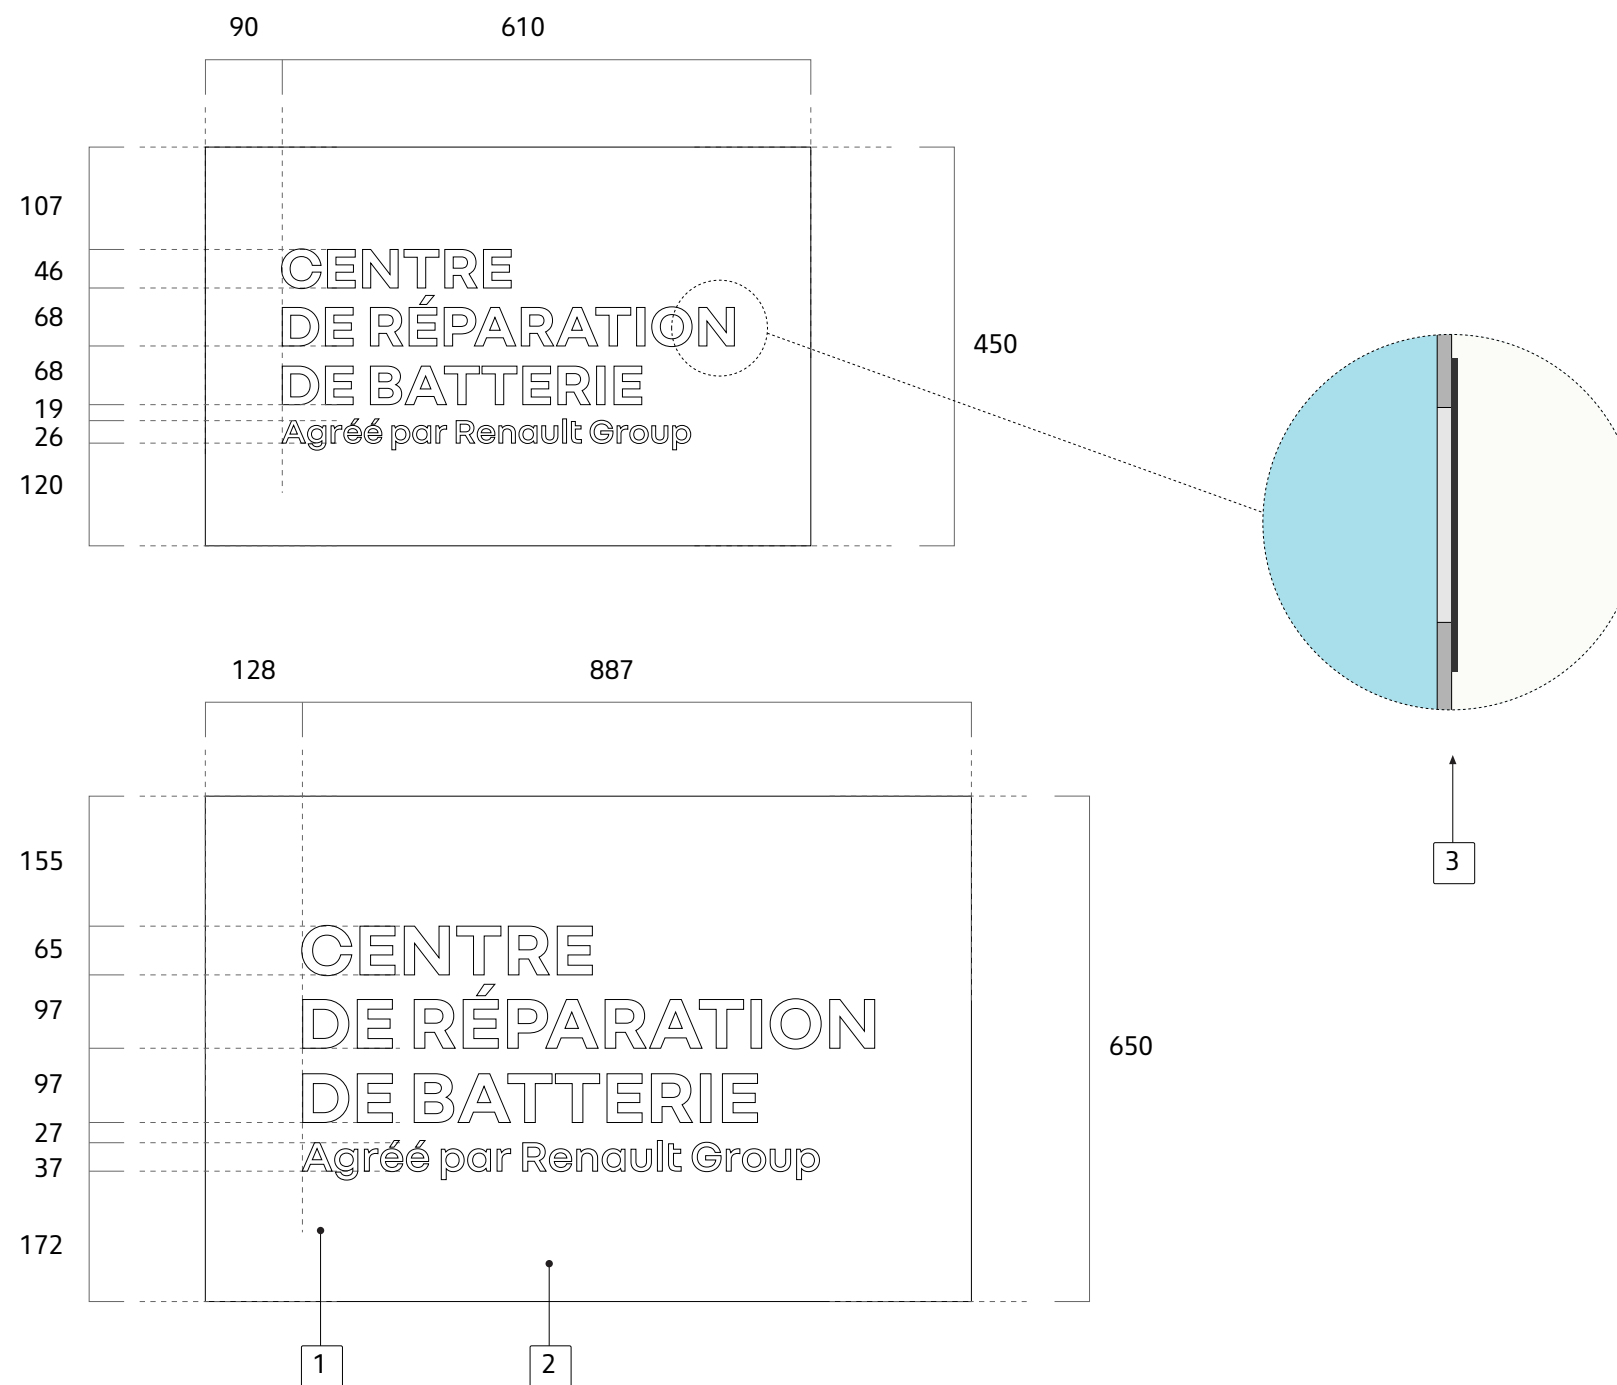 90 610
107
46
68
68
19
26
120
CENTRE
DE RÉPARATION
DE BATTERIE
Agréé par Renault Group
450
3
128 887
155
65
97
97
27
37
172
CENTRE
DE RÉPARATION
DE BATTERIE
Agréé par Renault Group
650
1 2